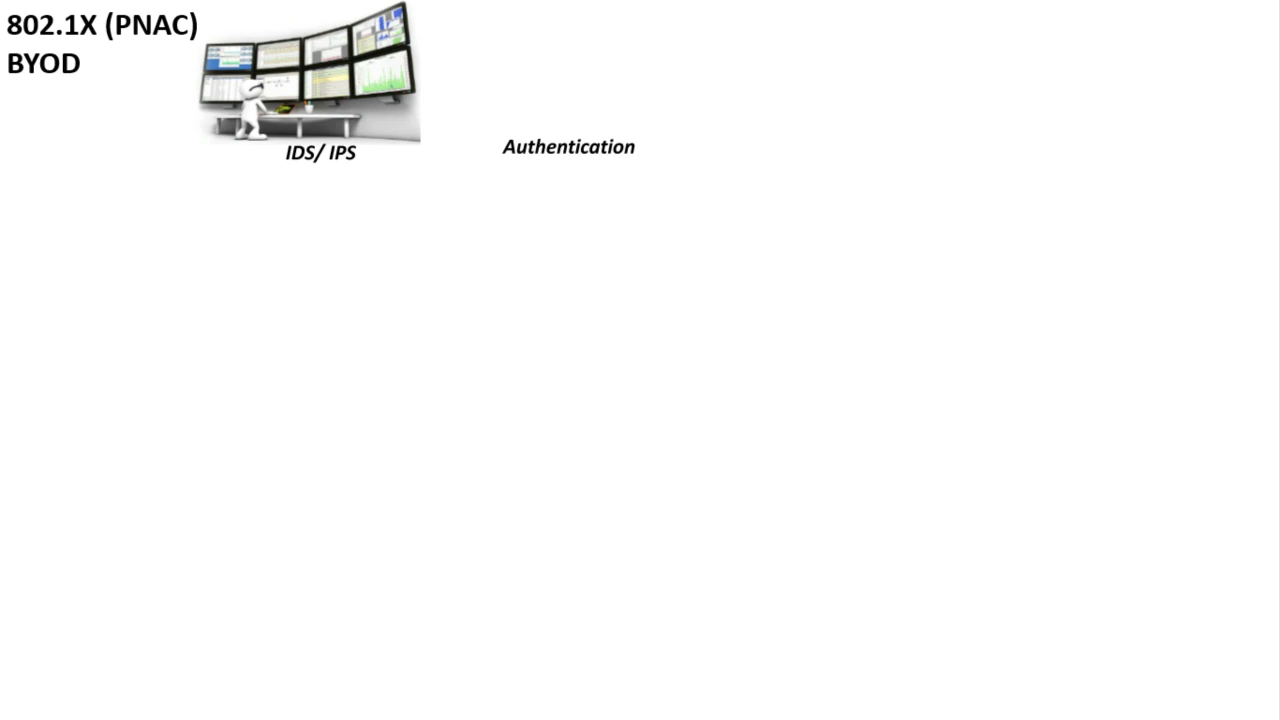 802.1X (PNAC)
BYOD
IDS/ IPS
Authentication